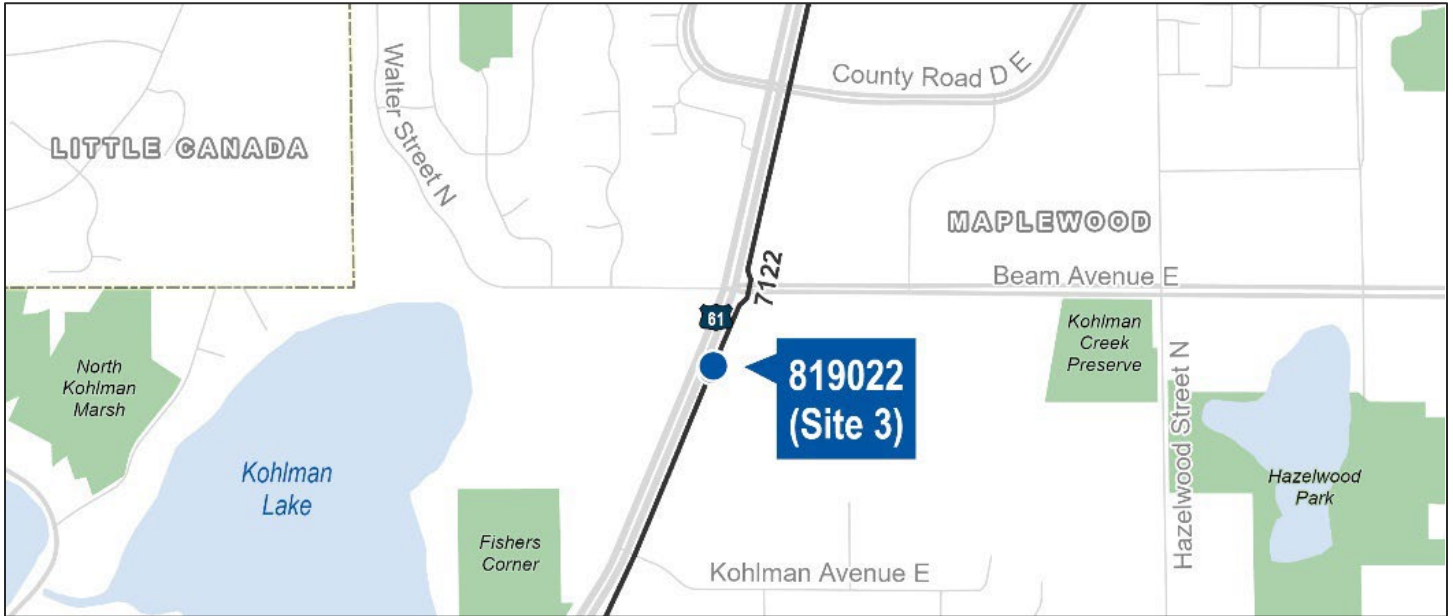 County Road D E
Walter Street N
LITTLE CANADA
MAPLEWOOD
7122
Beam Avenue E
61
Kohlman
Creek
Preserve
819022
(Site 3)
North
Kohlman
Marsh
Hazelwood Street N
Kohlman
Lake
Hazelwood
Park
Fishers
Corner
Kohlman Avenue E